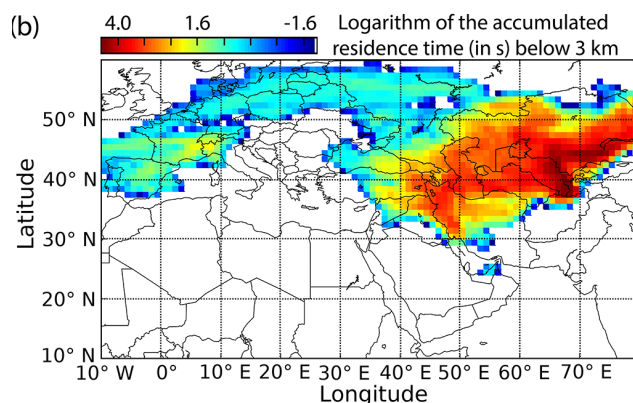 (b)
4.0 1.6 -1.6
Logarithm of the accumulated
residence time (in s) below 3 km
Latitude
50° N
40° N
30° N
20° N
10° N
10° W 0° 10° E 20° E 30° E 40° E 50° E 60° E 70° E
Longitude